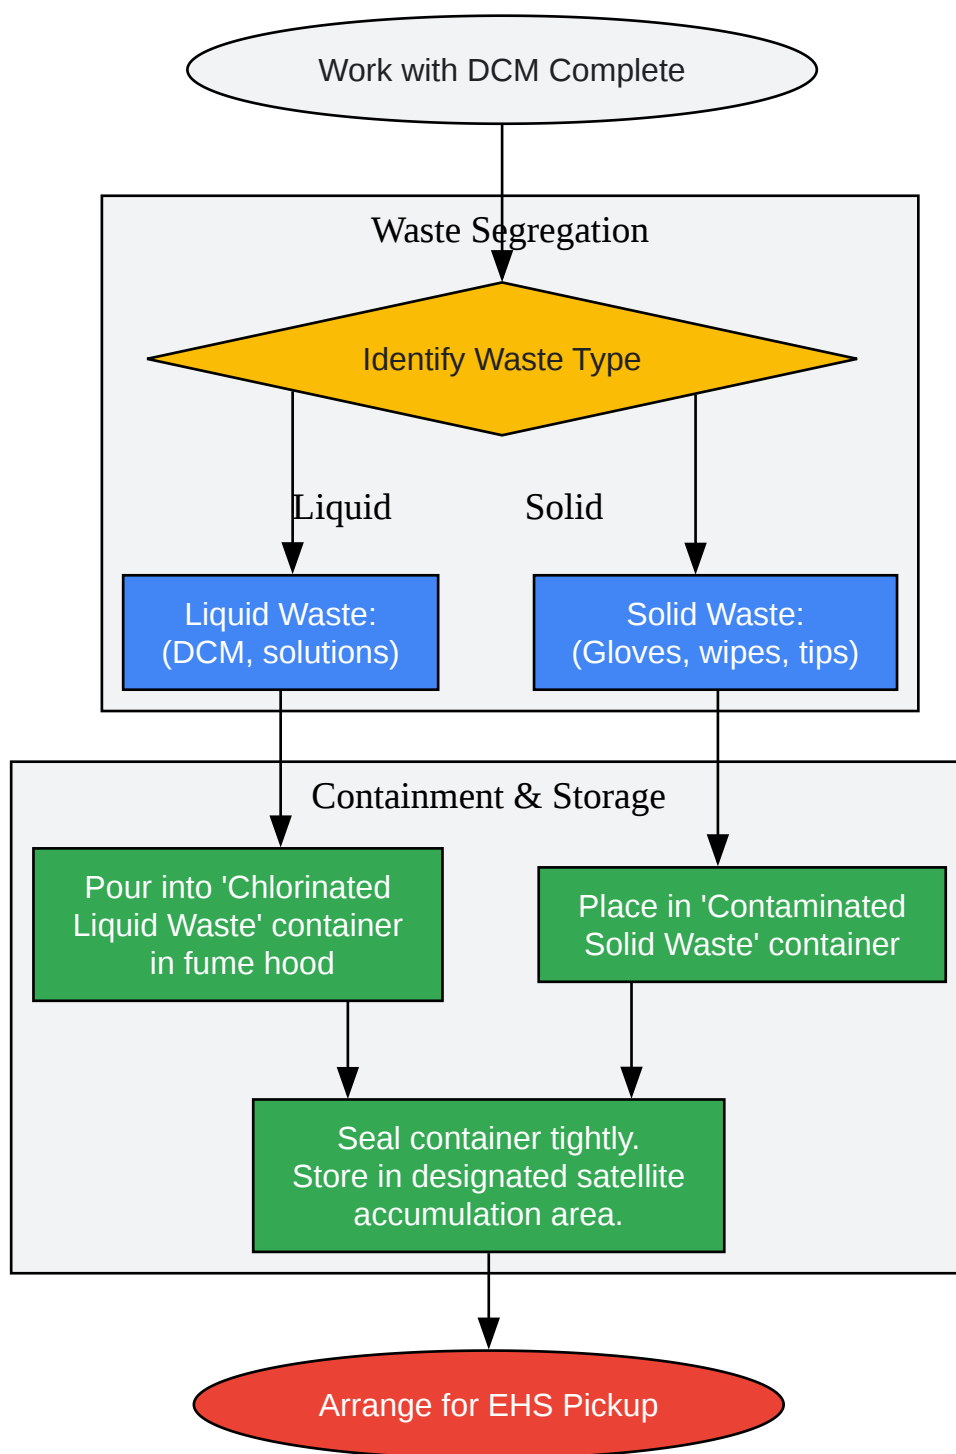 Work with DCM Complete
Waste Segregation
Identify Waste Type
Liquid
Solid
Liquid Waste:
(DCM, solutions)
Solid Waste:
(Gloves, wipes, tips)
Containment & Storage
Pour into 'Chlorinated
Liquid Waste' container
in fume hood
Place in 'Contaminated
Solid Waste' container
Seal container tightly.
Store in designated satellite
accumulation area.
Arrange for EHS Pickup